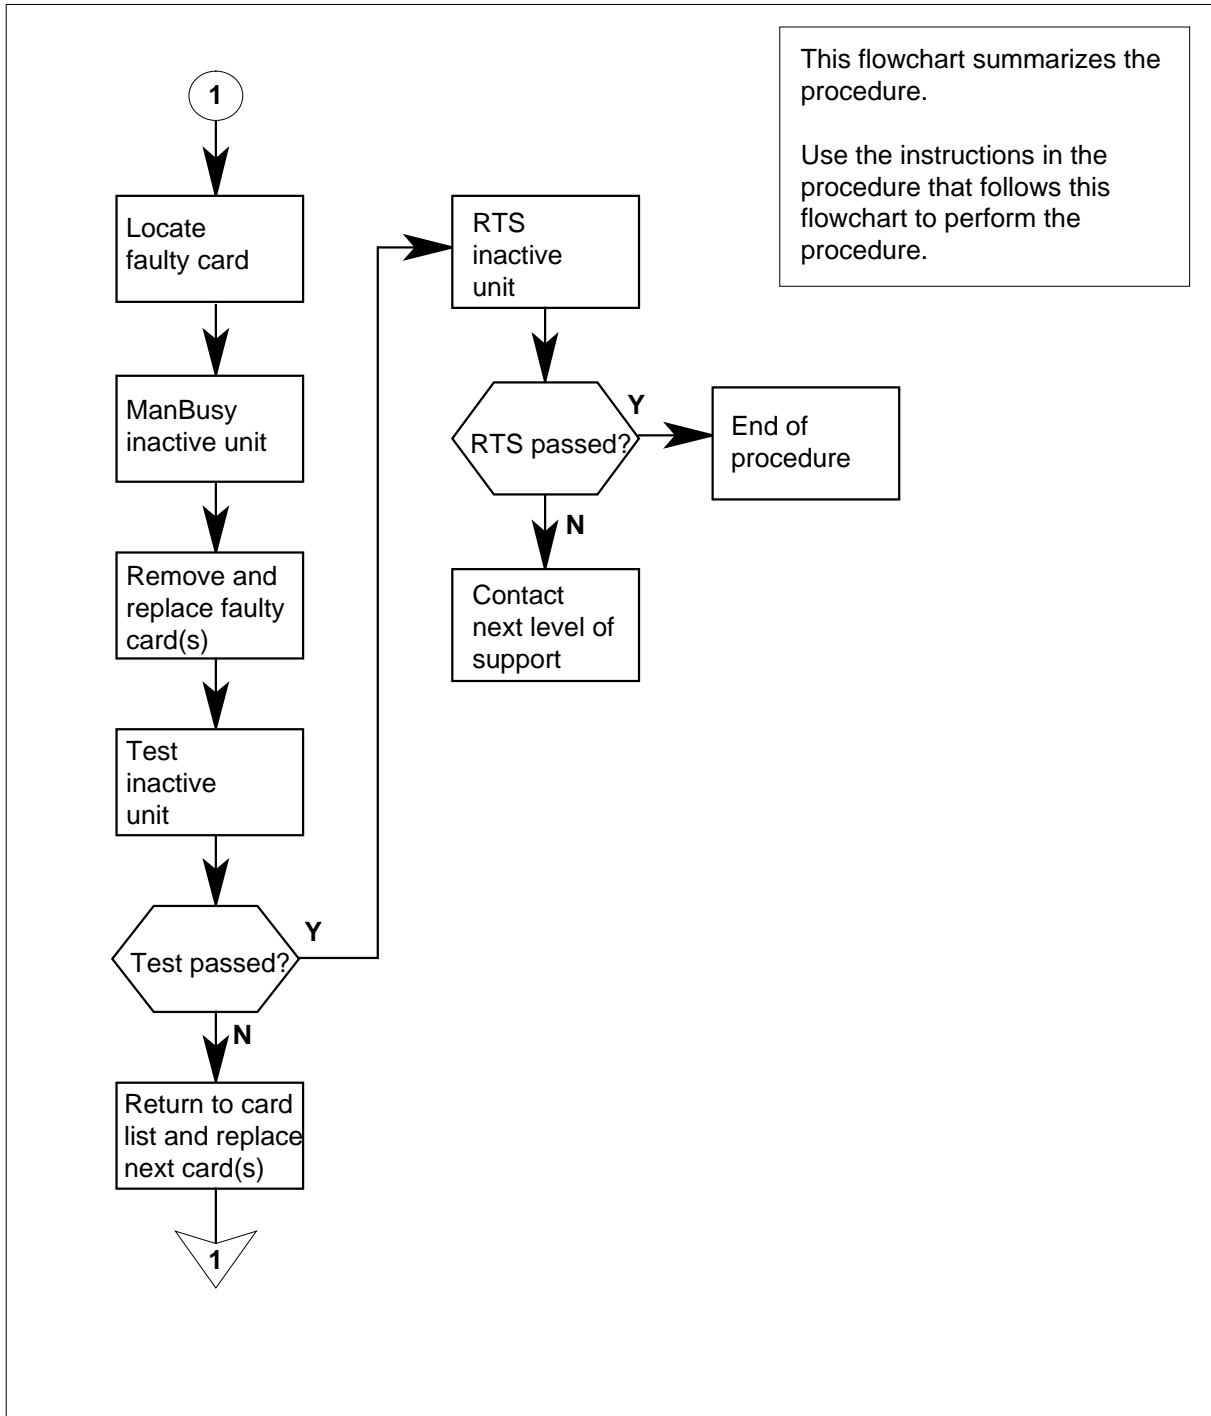 1
Locate
faulty card
ManBusy
inactive unit
Remove and
replace faulty
card(s)
Test
inactive
unit
Test passed?
Y
N
Return to card
list and replace
next card(s)
1
RTS
inactive
unit
RTS passed?
Y
N
End of
procedure
Contact
next level of
support
This flowchart summarizes the
procedure.
Use the instructions in the
procedure that follows this
flowchart to perform the
procedure.